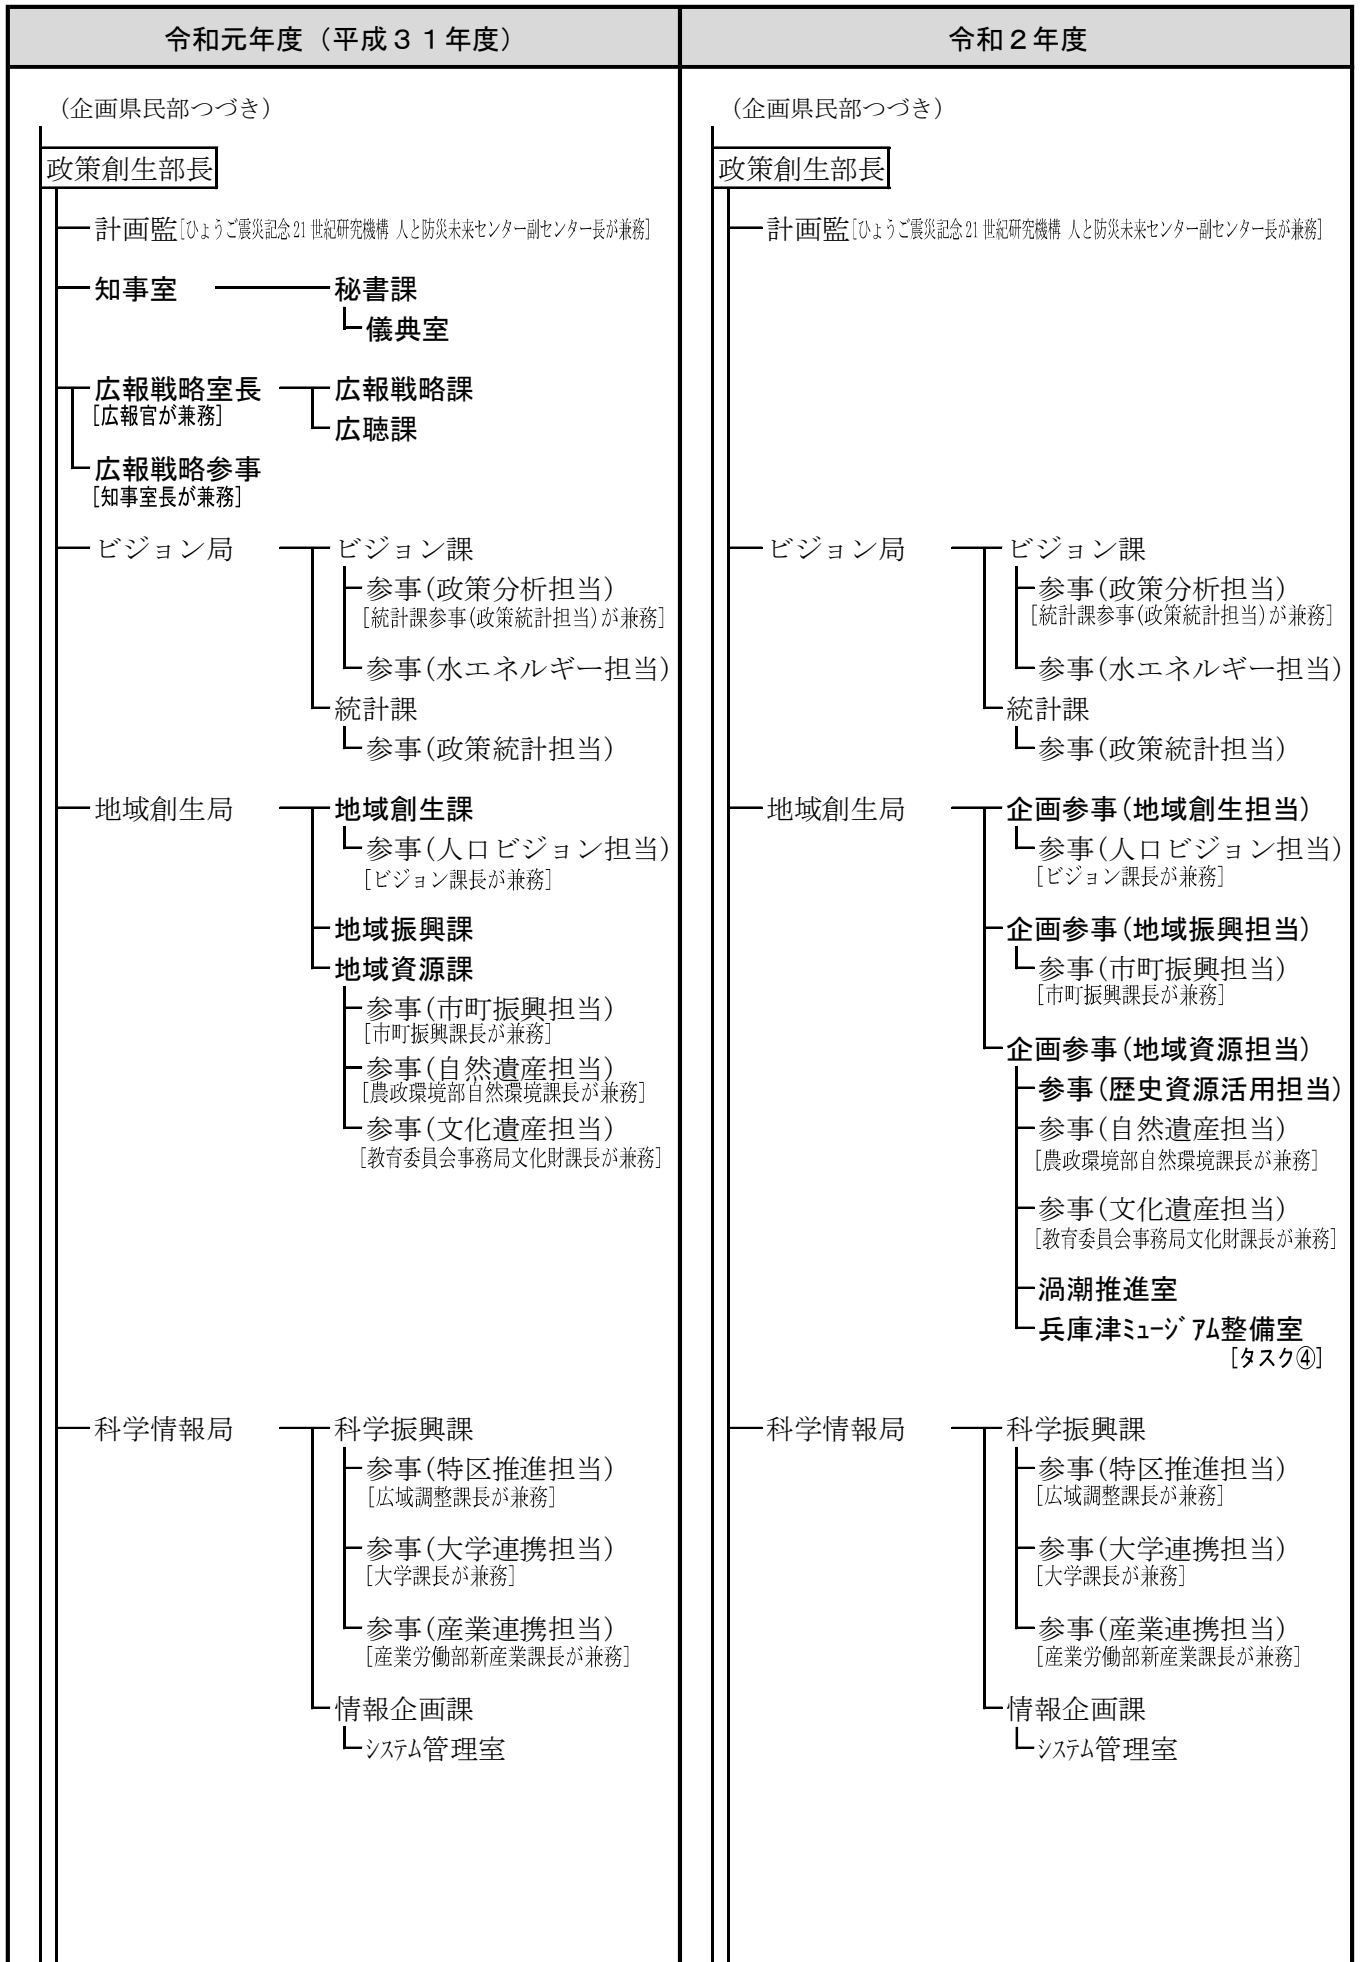 令和元年度（平成３１年度）
（企画県民部つづき）
政策創生部長
計画監[ひょうご震災記念21世紀研究機構 人と防災未来センター副センター長が兼務]
知事室 秘書課
儀典室
広報戦略室長 広報戦略課
[広報官が兼務]
広聴課
広報戦略参事
[知事室長が兼務]
ビジョン局 ビジョン課
参事(政策分析担当)
[統計課参事(政策統計担当)が兼務]
参事(水エネルギー担当)
統計課
参事(政策統計担当)
地域創生局 地域創生課
参事(人口ビジョン担当)
[ビジョン課長が兼務]
地域振興課
地域資源課
参事(市町振興担当)
[市町振興課長が兼務]
参事(自然遺産担当)
[農政環境部自然環境課長が兼務]
参事(文化遺産担当)
[教育委員会事務局文化財課長が兼務]
科学情報局 科学振興課
参事(特区推進担当)
[広域調整課長が兼務]
参事(大学連携担当)
[大学課長が兼務]
参事(産業連携担当)
[産業労働部新産業課長が兼務]
情報企画課
ｼｽﾃﾑ管理室
令和２年度
（企画県民部つづき）
政策創生部長
計画監[ひょうご震災記念21世紀研究機構 人と防災未来センター副センター長が兼務]
ビジョン局 ビジョン課
参事(政策分析担当)
[統計課参事(政策統計担当)が兼務]
参事(水エネルギー担当)
統計課
参事(政策統計担当)
地域創生局 企画参事(地域創生担当)
参事(人口ビジョン担当)
[ビジョン課長が兼務]
企画参事(地域振興担当)
参事(市町振興担当)
[市町振興課長が兼務]
企画参事(地域資源担当)
参事(歴史資源活用担当)
参事(自然遺産担当)
[農政環境部自然環境課長が兼務]
参事(文化遺産担当)
[教育委員会事務局文化財課長が兼務]
渦潮推進室
兵庫津ﾐｭｰｼﾞｱﾑ整備室
[タスク④]
科学情報局 科学振興課
参事(特区推進担当)
[広域調整課長が兼務]
参事(大学連携担当)
[大学課長が兼務]
参事(産業連携担当)
[産業労働部新産業課長が兼務]
情報企画課
ｼｽﾃﾑ管理室